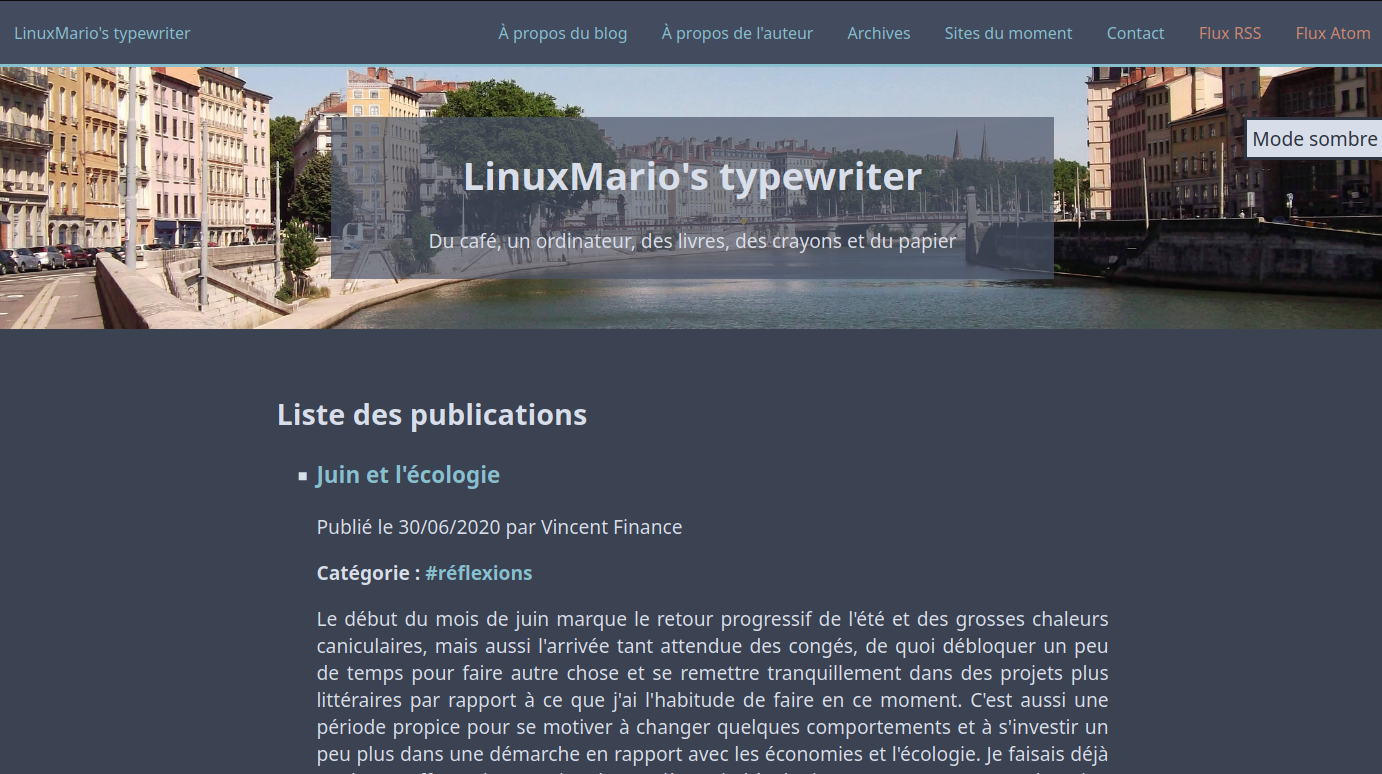 LinuxMario's typewriter À propos du blog À propos de l'auteur Archives Sites du moment Contact Flux RSS Flux Atom
Mode sombre
LinuxMario's typewriter
Du café, un ordinateur, des livres, des crayons et du papier
Liste des publications
Juin et l'écologie
Publié le 30/06/2020 par Vincent Finance
Catégorie : #réflexions
Le début du mois de juin marque le retour progressif de l'été et des grosses chaleurs
caniculaires, mais aussi l'arrivée tant attendue des congés, de quoi débloquer un peu
de temps pour faire autre chose et se remettre tranquillement dans des projets plus
littéraires par rapport à ce que j'ai l'habitude de faire en ce moment. C'est aussi une
période propice pour se motiver à changer quelques comportements et à s'investir un
peu plus dans une démarche en rapport avec les économies et l'écologie. Je faisais déjà